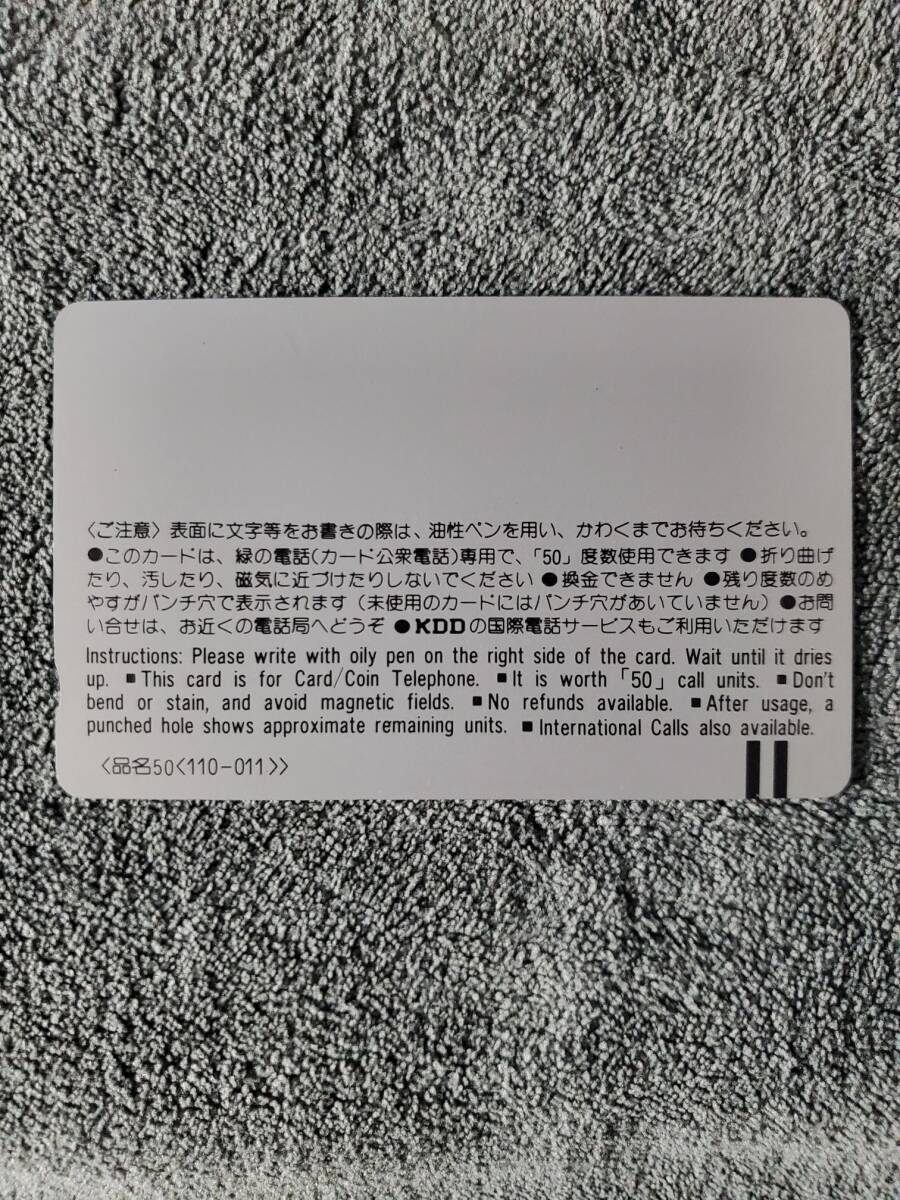 〈ご注意〉表面に文字等をお書きの際は、油性ペンを用い、かわくまでお待ちください。
●このカードは、緑の電話(カード公衆電話)専用で、「50」度数使用できます ●折り曲げ
たり、汚したり、磁気に近づけたりしないでください ●換金できません ●残り度数のめ
やすがパンチ穴で表示されます (未使用のカードにはパンチ穴があいていません) ●お問
い合せは、お近くの電話局へどうぞ ●KDDの国際電話サービスもご利用いただけます
Instructions: Please write with oily pen on the right side of the card. Wait until it dries
up. ■This card is for Card/Coin Telephone. ■It is worth「50」call units. ■Don't
bend or stain, and avoid magnetic fields. ■No refunds available. ■After usage, a
punched hole shows approximate remaining units. ■International Calls also available.
〈品名50〈110-011〉〉